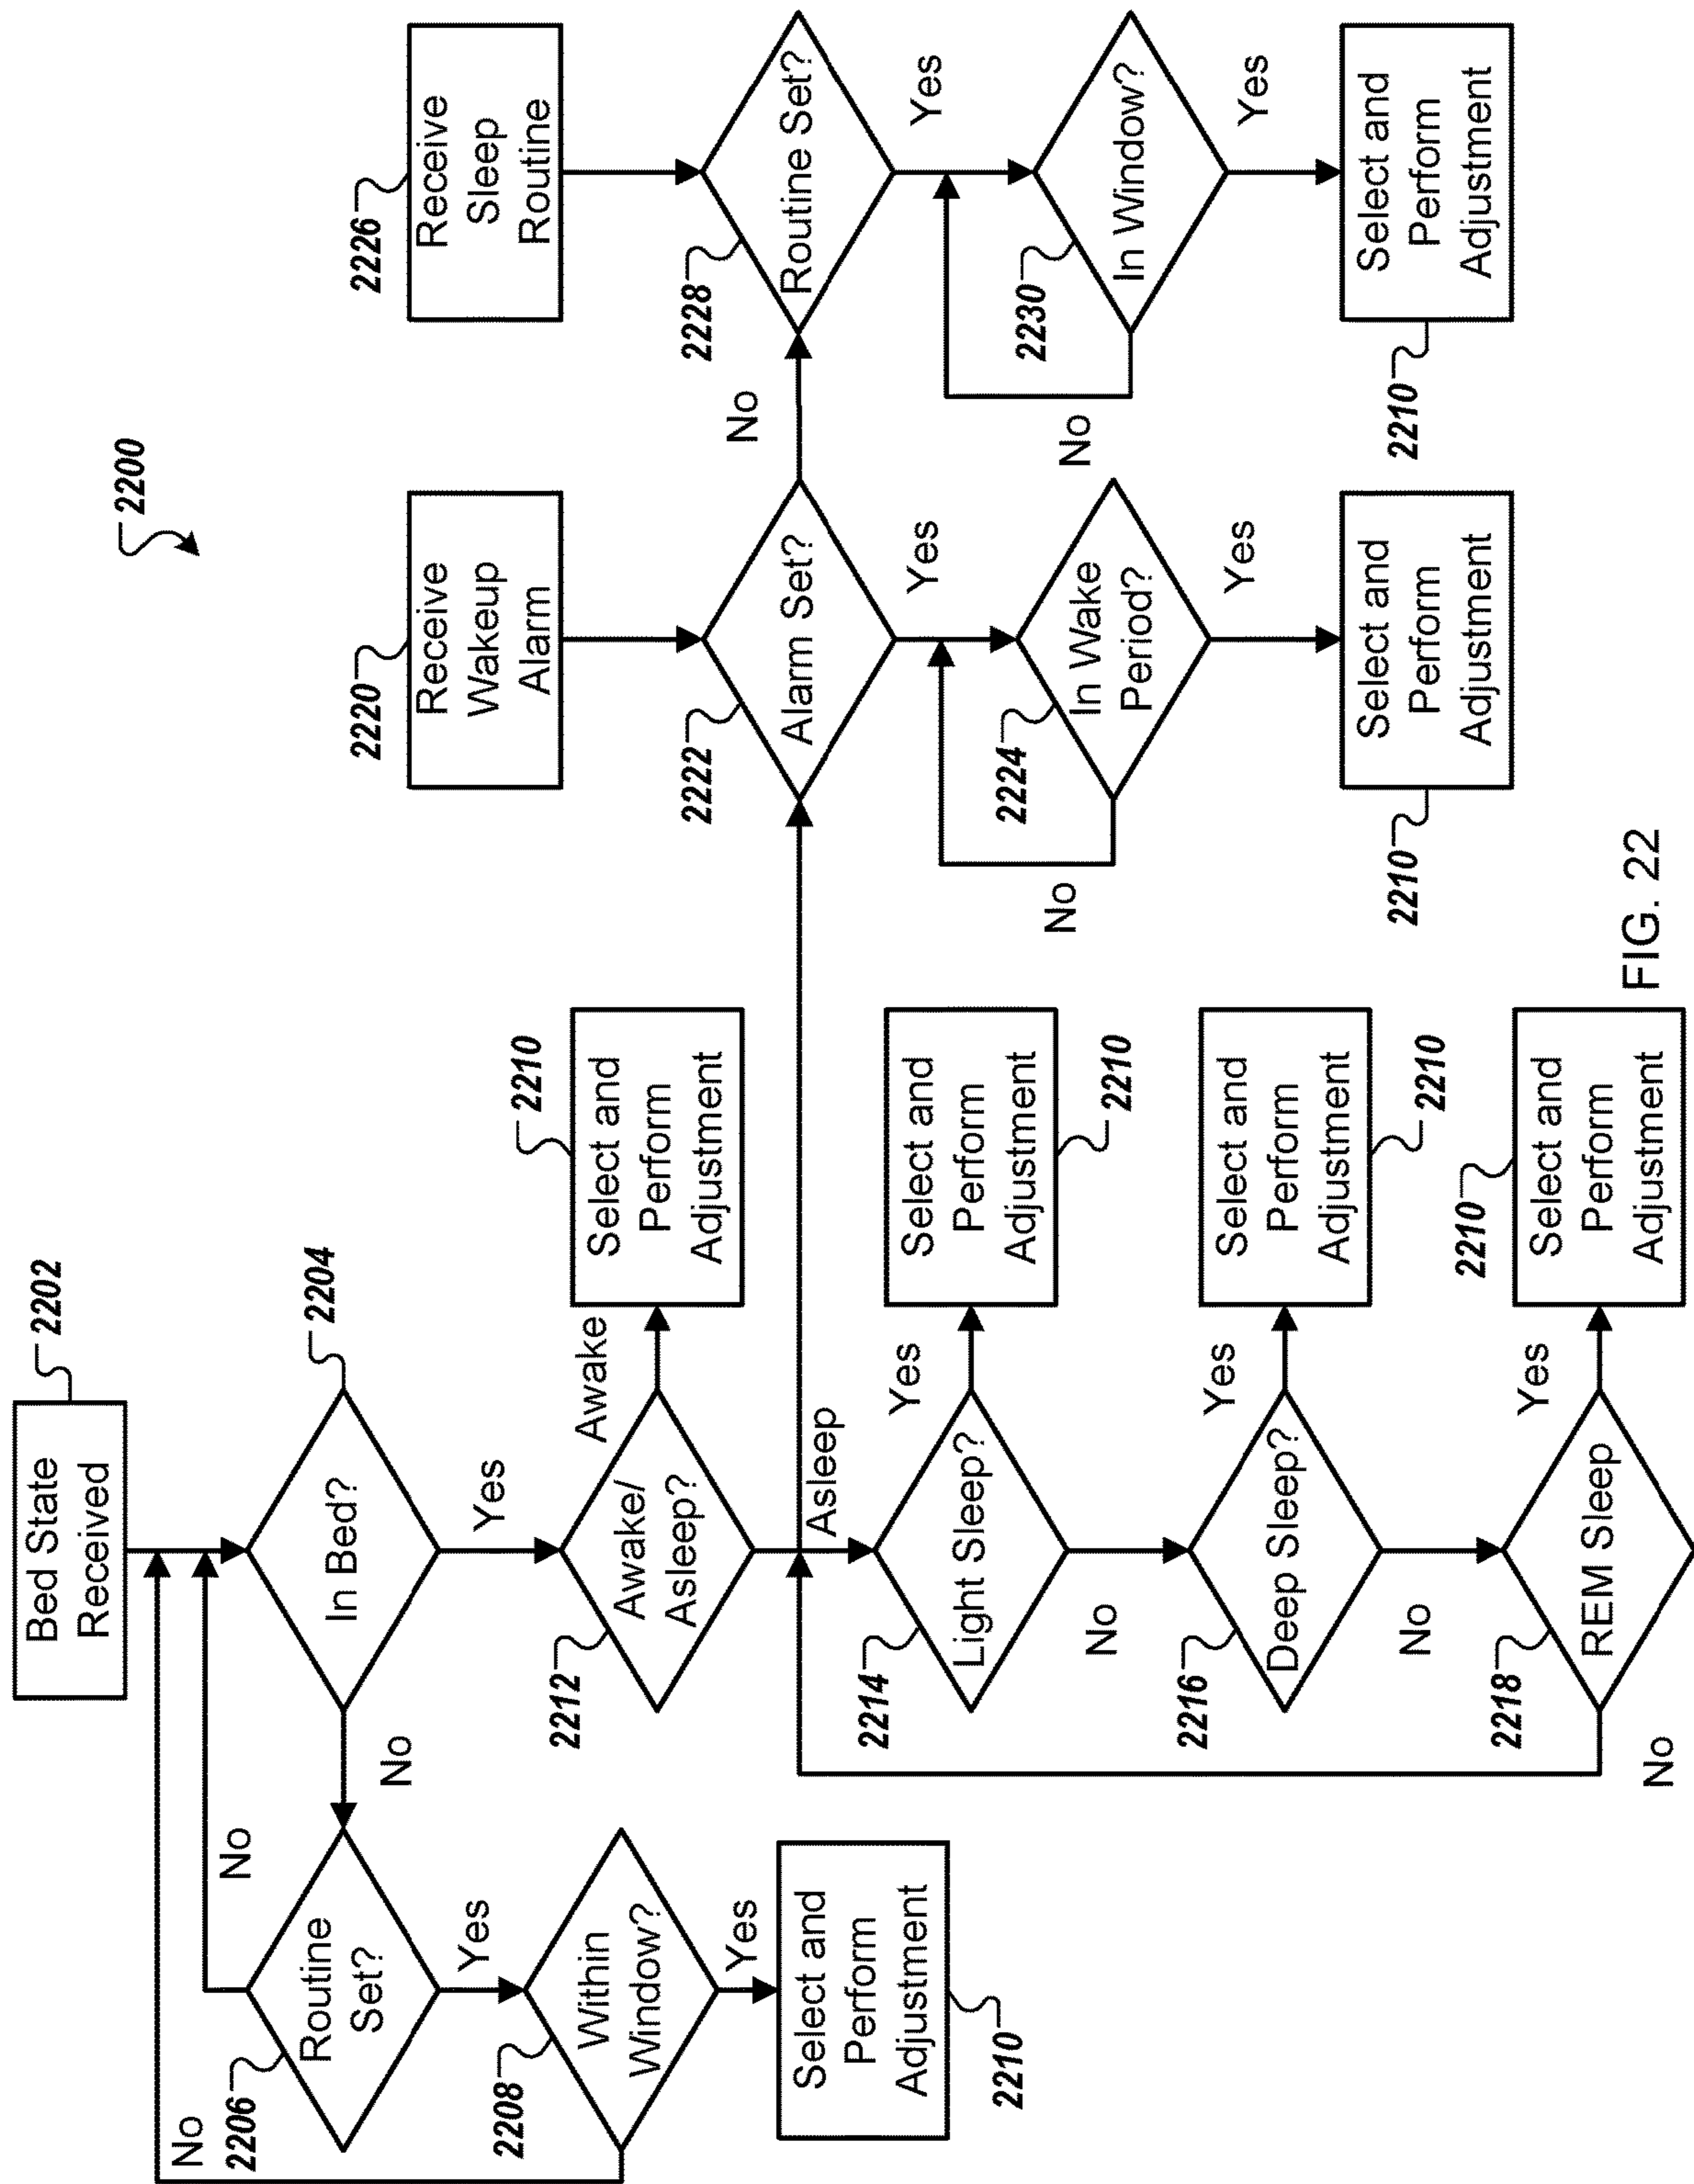 2200
Bed State
Received
2202
In Bed?
2204
No
No
No
Yes
Routine
Set?
2206
Yes
Within
Window?
2208
Yes
Select and
Perform
Adjustment
2210
Awake/
Asleep?
2212
Awake
Select and
Perform
Adjustment
2210
Asleep
Light Sleep?
2214
Yes
Select and
Perform
Adjustment
2210
No
Deep Sleep?
2216
Yes
Select and
Perform
Adjustment
2210
No
REM Sleep
2218
Yes
Select and
Perform
Adjustment
2210
No
Receive
Wakeup
Alarm
2220
Alarm Set?
2222
No
Yes
In Wake
Period?
2224
No
Yes
Select and
Perform
Adjustment
2210
Receive
Sleep
Routine
2226
Routine Set?
2228
Yes
In Window?
2230
No
Yes
Select and
Perform
Adjustment
2210
FIG. 22